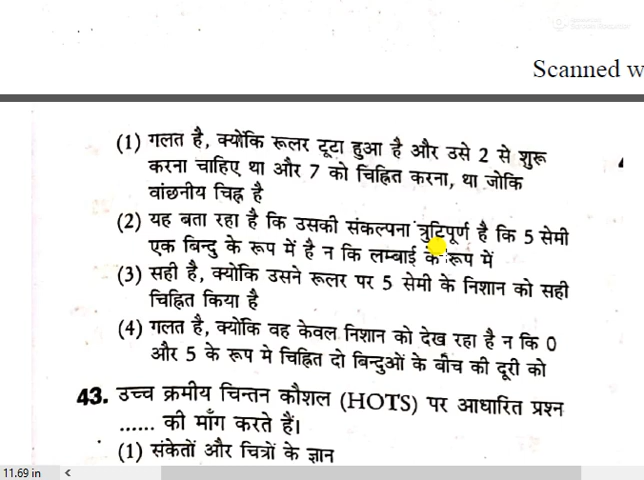 Scanned w
(1) गलत है, क्योंकि रूलर टूटा हुआ है और उसे 2 से शुरू
करना चाहिए था और 7 को चिह्नित करना, था जोकि
वांछनीय चिह्न है
(2) यह बता रहा है कि उसकी संकल्पना त्रुटिपूर्ण है कि 5 सेमी
एक बिन्दु के रूप में है न कि लम्बाई के रूप में
(3) सही है, क्योंकि उसने रूलर पर 5 सेमी के निशान को सही
चिह्नित किया है
(4) गलत है, क्योंकि वह केवल निशान को देख रहा है न कि 0
और 5 के रूप मे चिह्नित दो बिन्दुओं के बीच की दूरी को
43. उच्च क्रमीय चिन्तन कौशल (HOTS) पर आधारित प्रश्न
...... की माँग करते हैं।
(1) संकेतों और चित्रों के ज्ञान
11.69 in <